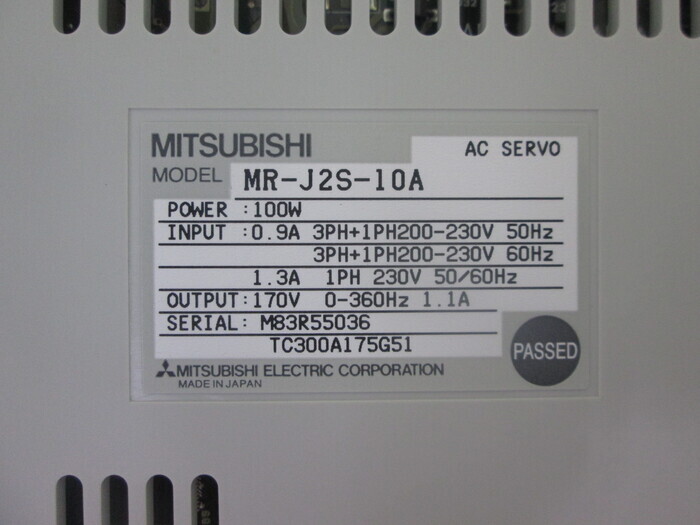 MITSUBISHI
AC SERVO
MODEL MR-J2S-10A
POWER :100W
INPUT :0.9A 3PH+1PH200-230V 50Hz
3PH+1PH200-230V 60Hz
1.3A 1PH 230V 50/60Hz
OUTPUT:170V 0-360Hz 1.1A
SERIAL: M83R55036
TC300A175G51
PASSED
MITSUBISHI ELECTRIC CORPORATION
MADE IN JAPAN